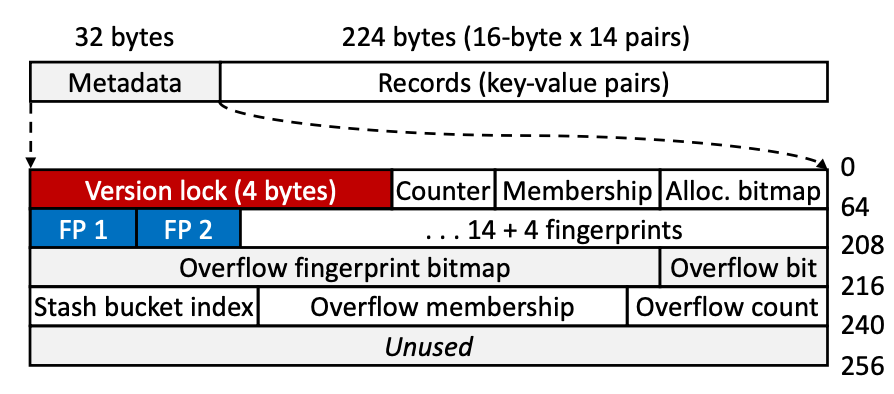 32 bytes
224 bytes (16-byte x 14 pairs)
Metadata
Records (key-value pairs)
0
Version lock (4 bytes)
Counter
Membership
Alloc. bitmap
64
FP 1
FP 2
. . . 14 + 4 fingerprints
208
Overflow fingerprint bitmap
Overflow bit
216
Stash bucket index
Overflow membership
Overflow count
240
Unused
256